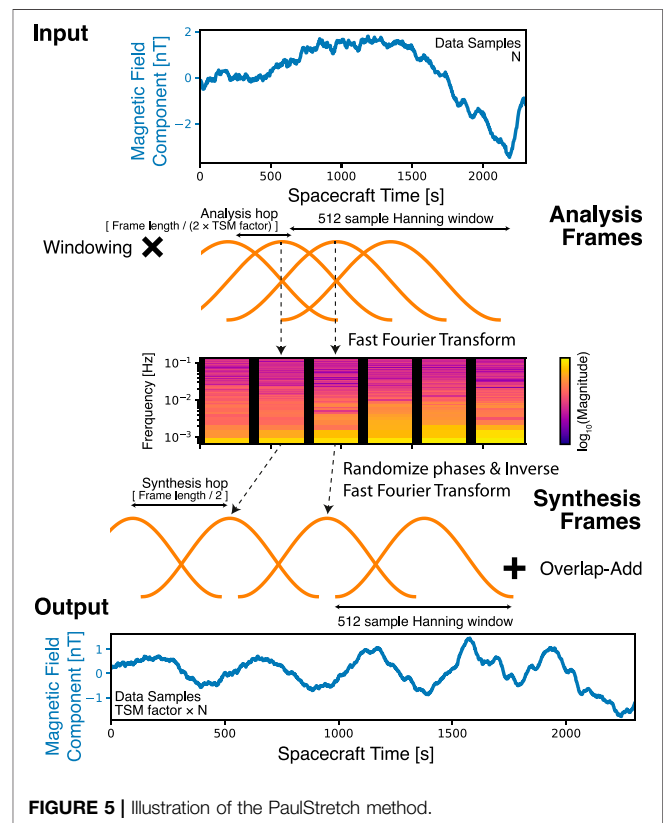 Input
2
0
−2
Magnetic Field
Component [nT]
Data Samples
N
0
500
1000
1500
2000
Spacecraft Time [s]
Analysis hop
[ Frame length / (2 × TSM factor) ]
512 sample Hanning window
Analysis
Frames
Windowing ×
Fast Fourier Transform
Frerquency [Hz]
10⁻¹
10⁻²
10⁻³
log₁₀(Magnitude)
Randomize phases & Inverse
Fast Fourier Transform
Synthesis hop
[ Frame length / 2 ]
Synthesis
Frames
+ Overlap-Add
512 sample Hanning window
Output
Magnetic Field
Component [nT]
1
0
−1
Data Samples
TSM factor × N
0
500
1000
1500
2000
Spacecraft Time [s]
FIGURE 5 | Illustration of the PaulStretch method.